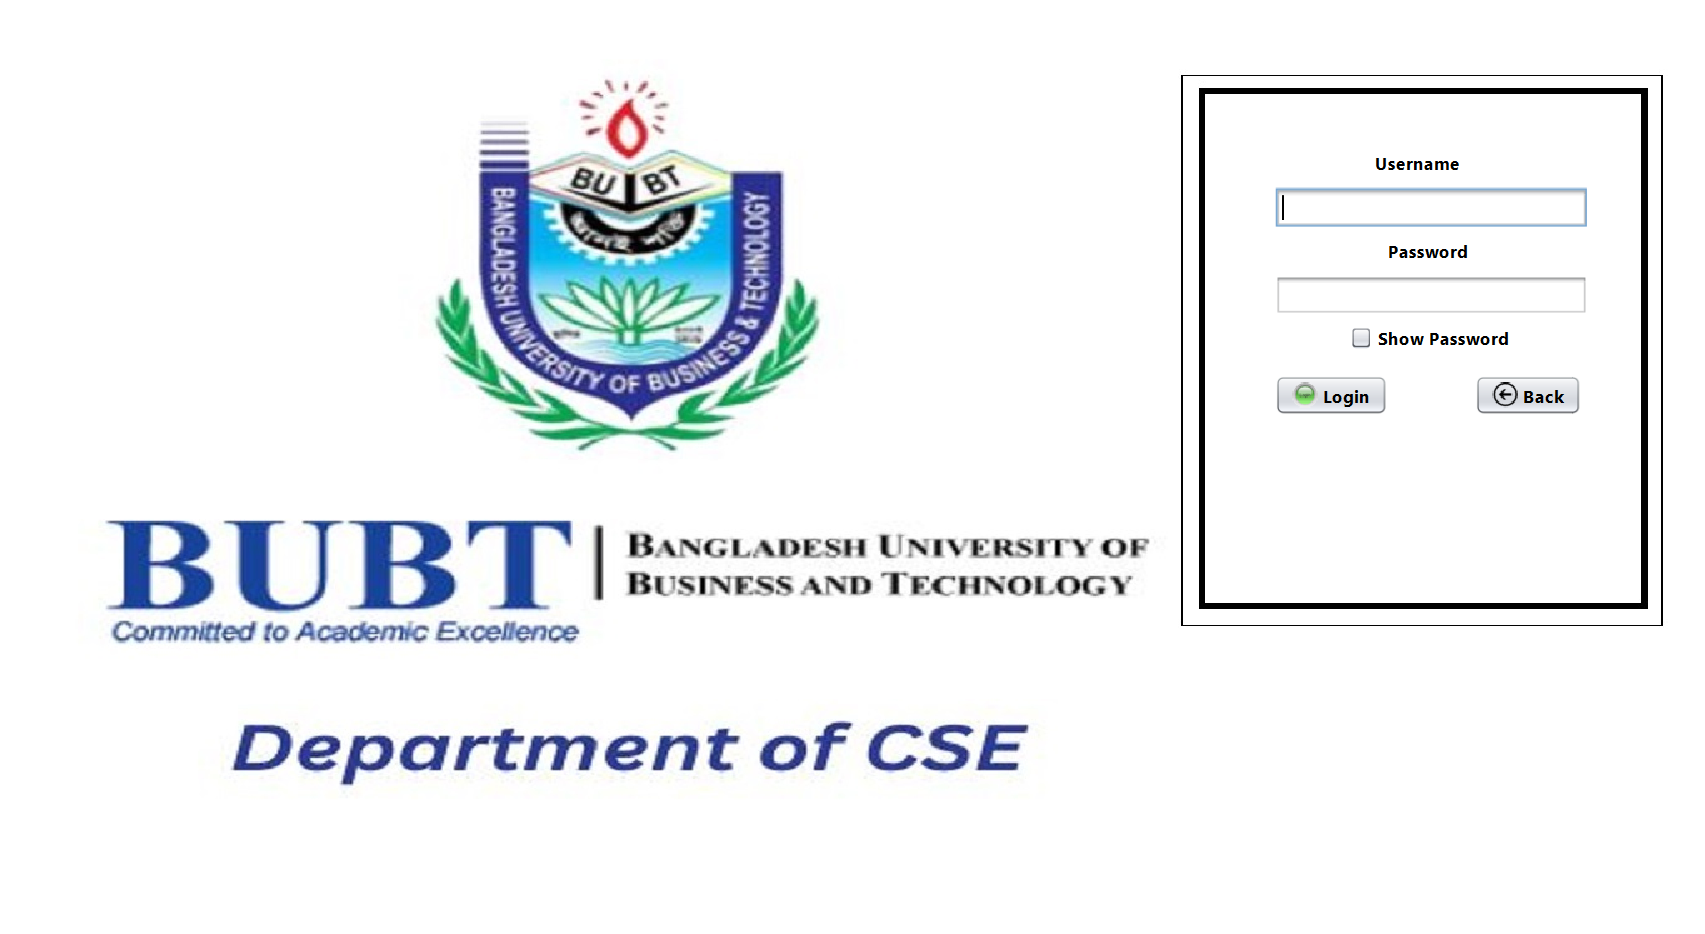 BU BT
BANGLADESH UNIVERSITY OF BUSINESS & TECHNOLOGY
BUBT
BANGLADESH UNIVERSITY OF
BUSINESS AND TECHNOLOGY
Committed to Academic Excellence
Department of CSE
Username
Password
Show Password
Login
Back